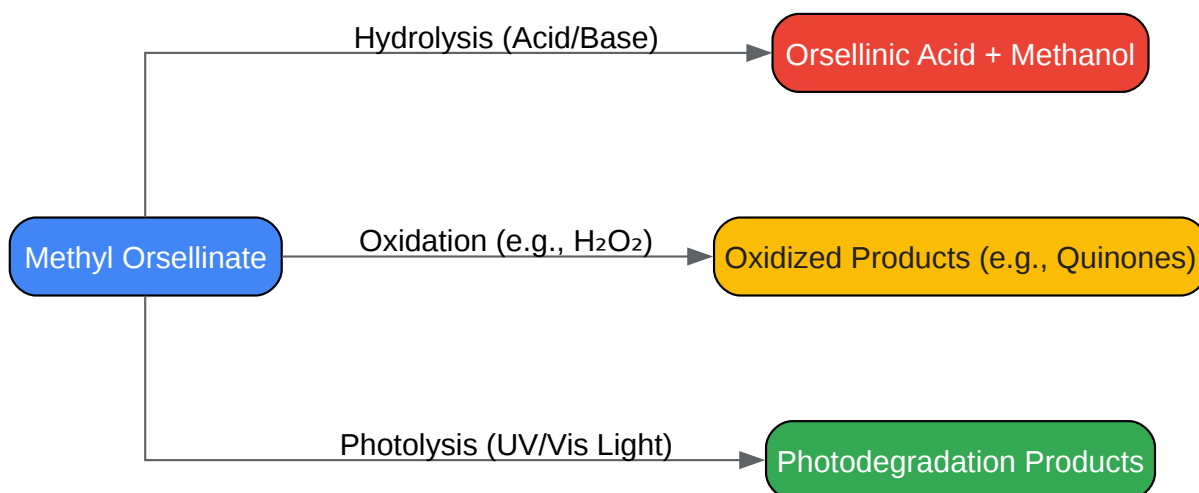 Hydrolysis (Acid/Base)
Orsellinic Acid + Methanol
Methyl Orsellinate
Oxidation (e.g., H₂O₂)
Oxidized Products (e.g., Quinones)
Photolysis (UV/Vis Light)
Photodegradation Products